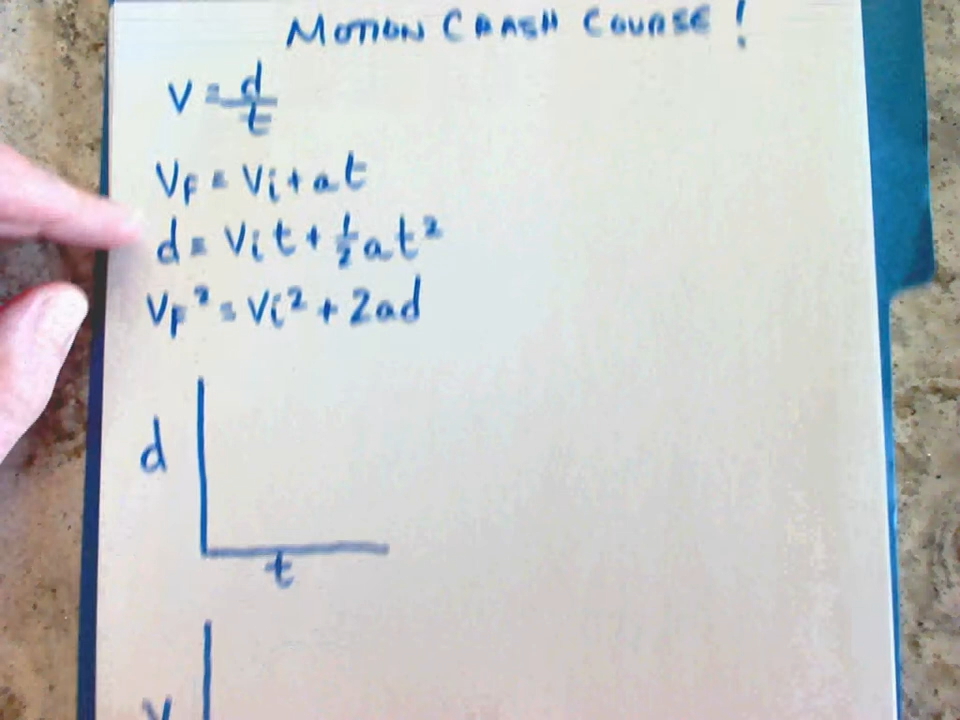 MOTION CRASH COURSE!
V = d/t
VF = Vi + at
d = Vit + 1/2at²
VF² = Vi² + 2ad
d
t
V